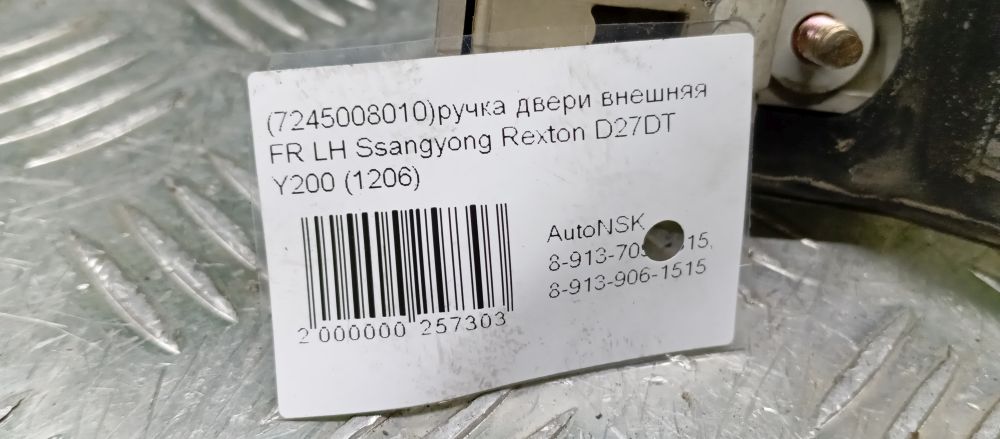 (7245008010)ручка двери внешняя
FR LH Ssangyong Rexton D27DT
Y200 (1206)
AutoNSK
8-913-906-1515
2 000000 257303